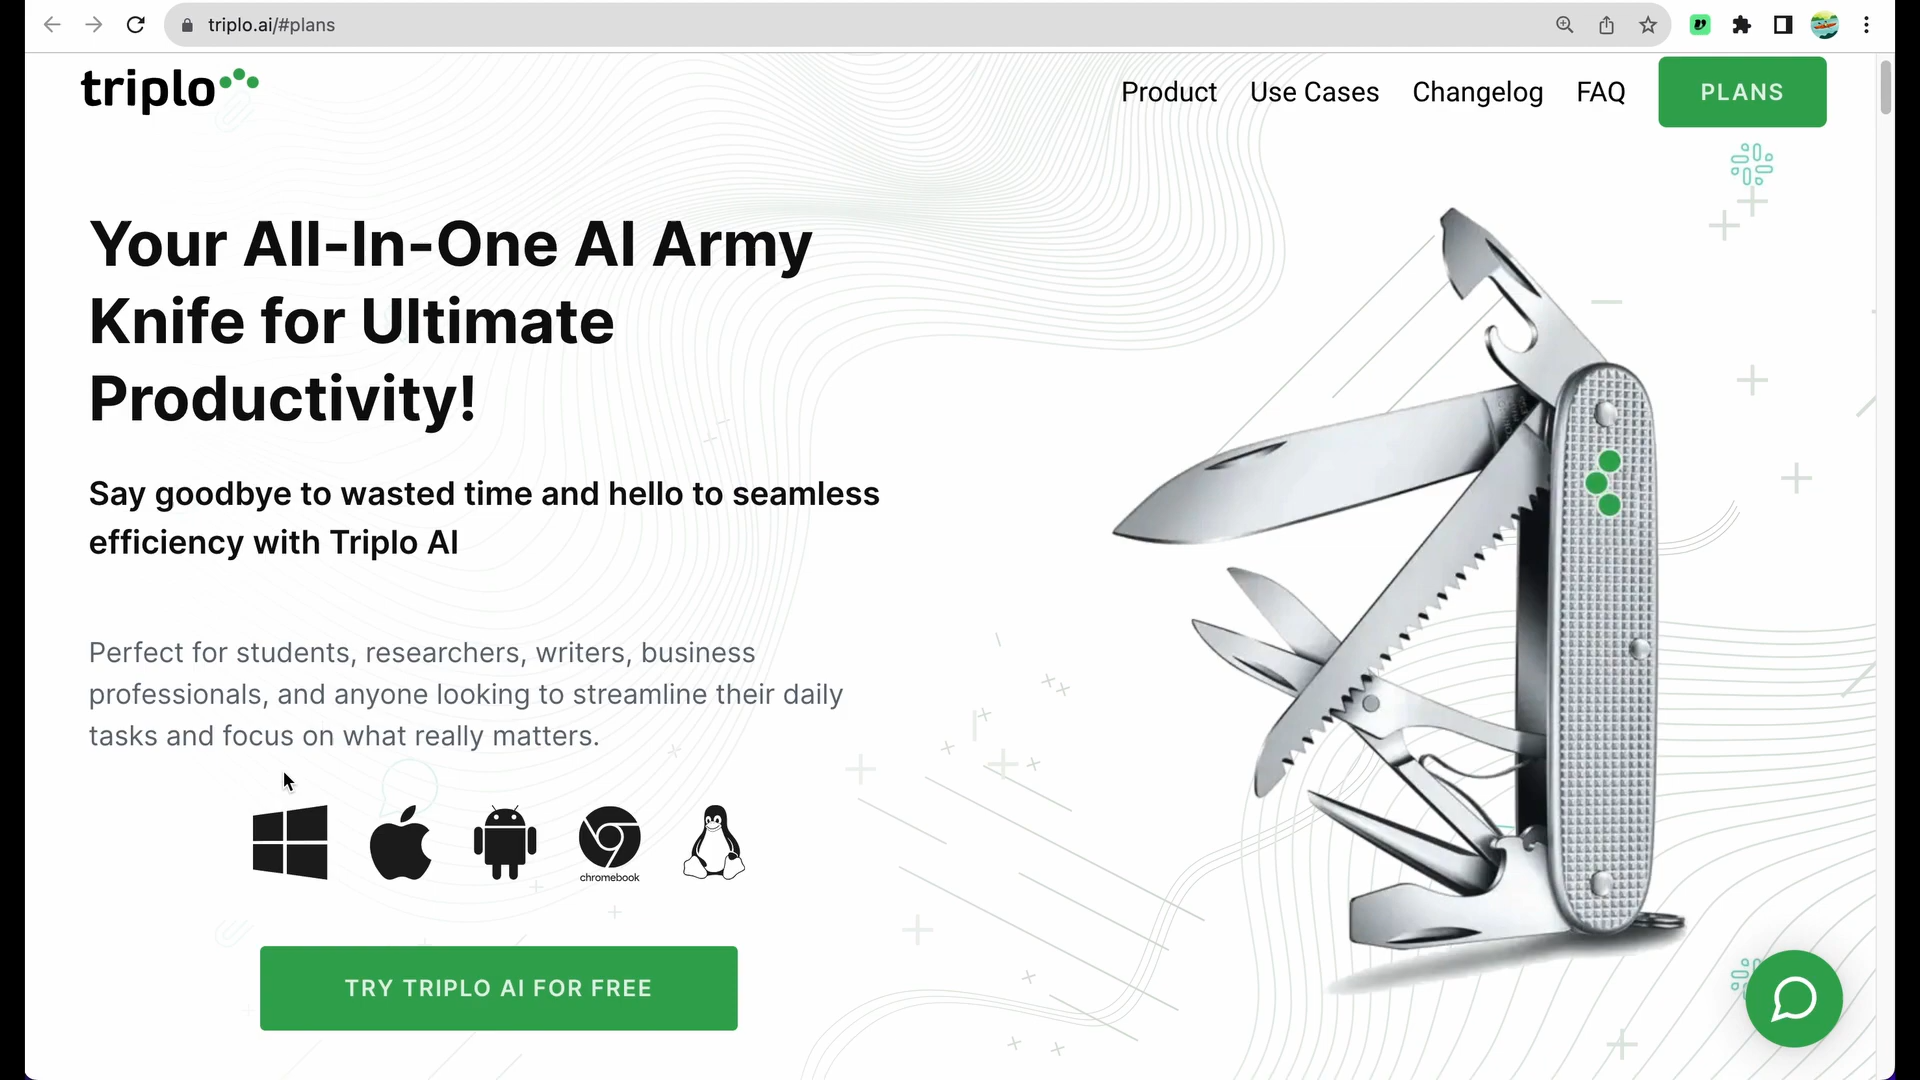 triplo.ai/#plans
triplo
Product Use Cases Changelog FAQ PLANS
Your All-In-One AI Army
Knife for Ultimate
Productivity!
Say goodbye to wasted time and hello to seamless
efficiency with Triplo AI
Perfect for students, researchers, writers, business
professionals, and anyone looking to streamline their daily
tasks and focus on what really matters.
chromebook
TRY TRIPLO AI FOR FREE